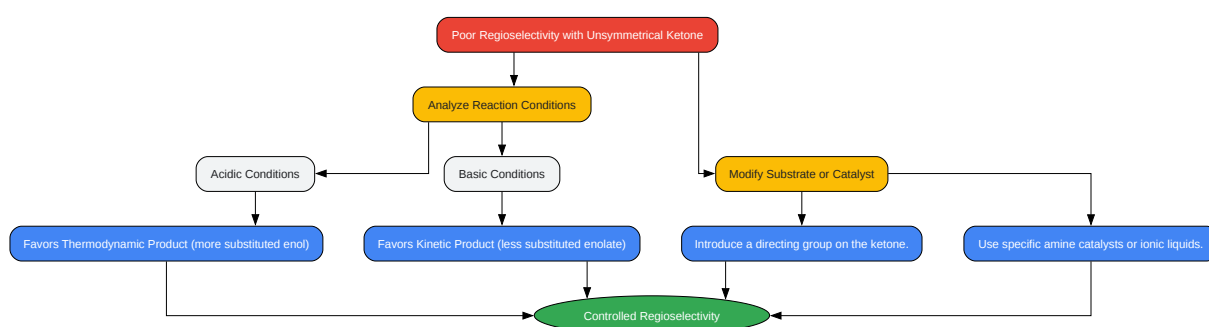 Poor Regioselectivity with Unsymmetrical Ketone
Analyze Reaction Conditions
Acidic Conditions
Basic Conditions
Modify Substrate or Catalyst
Favors Thermodynamic Product (more substituted enol)
Favors Kinetic Product (less substituted enolate)
Introduce a directing group on the ketone.
Use specific amine catalysts or ionic liquids.
Controlled Regioselectivity